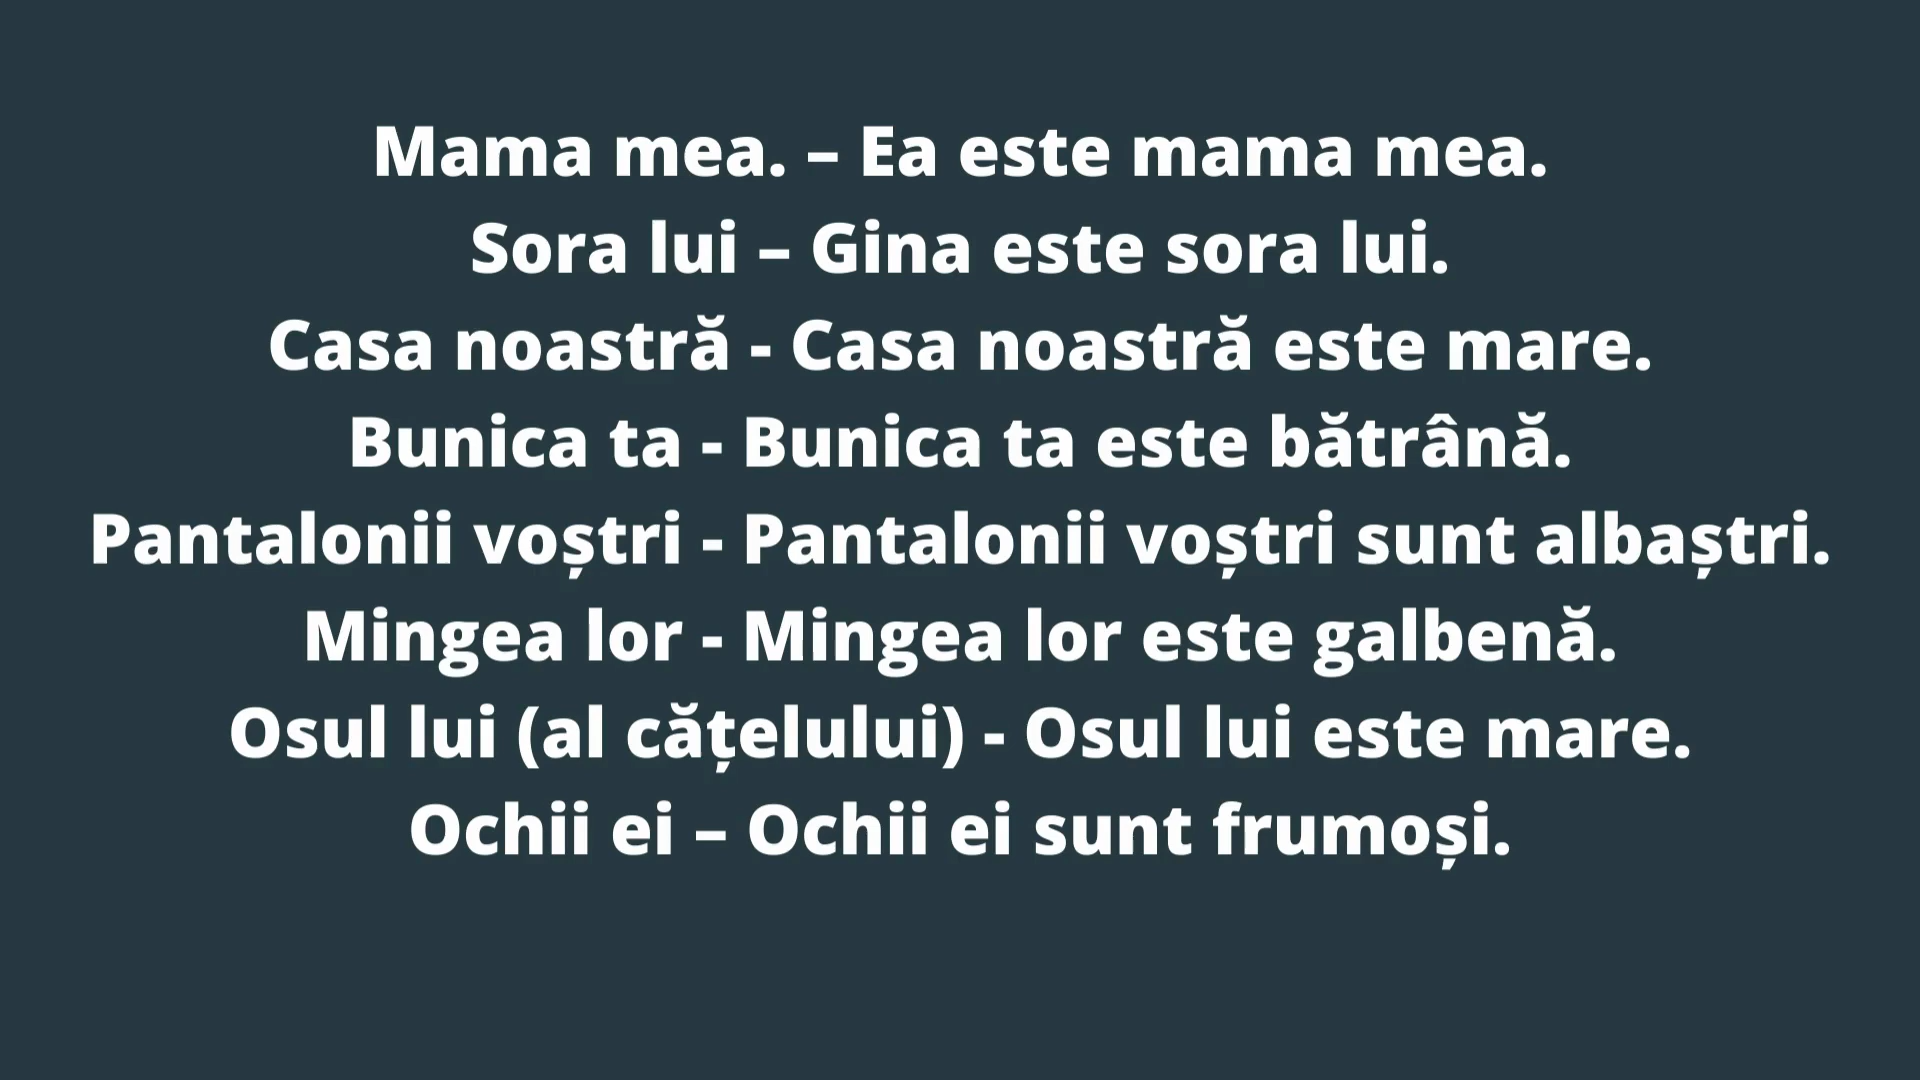 Mama mea. – Ea este mama mea.
Sora lui – Gina este sora lui.
Casa noastră - Casa noastră este mare.
Bunica ta - Bunica ta este bătrână.
Pantalonii voștri - Pantalonii voștri sunt albaștri.
Mingea lor - Mingea lor este galbenă.
Osul lui (al cățelului) - Osul lui este mare.
Ochii ei – Ochii ei sunt frumoși.